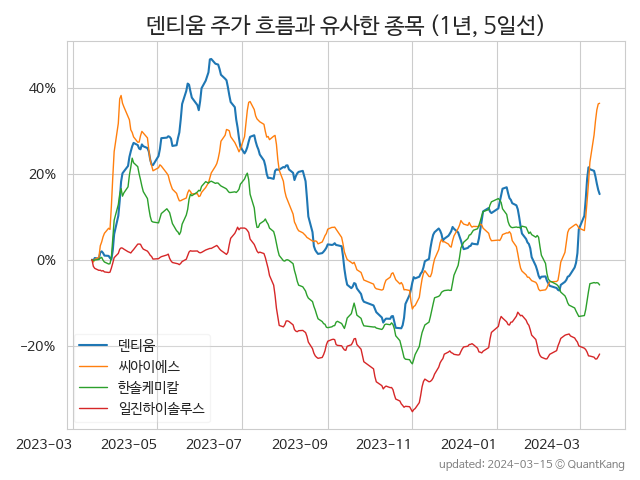 덴티움 주가 흐름과 유사한 종목 (1년, 5일선)
40%
20%
0%
−20%
덴티움
씨아이에스
한솔케미칼
일진하이솔루스
2023-03 2023-05 2023-07 2023-09 2023-11 2024-01 2024-03
updated: 2024-03-15 ⓒ QuantKang